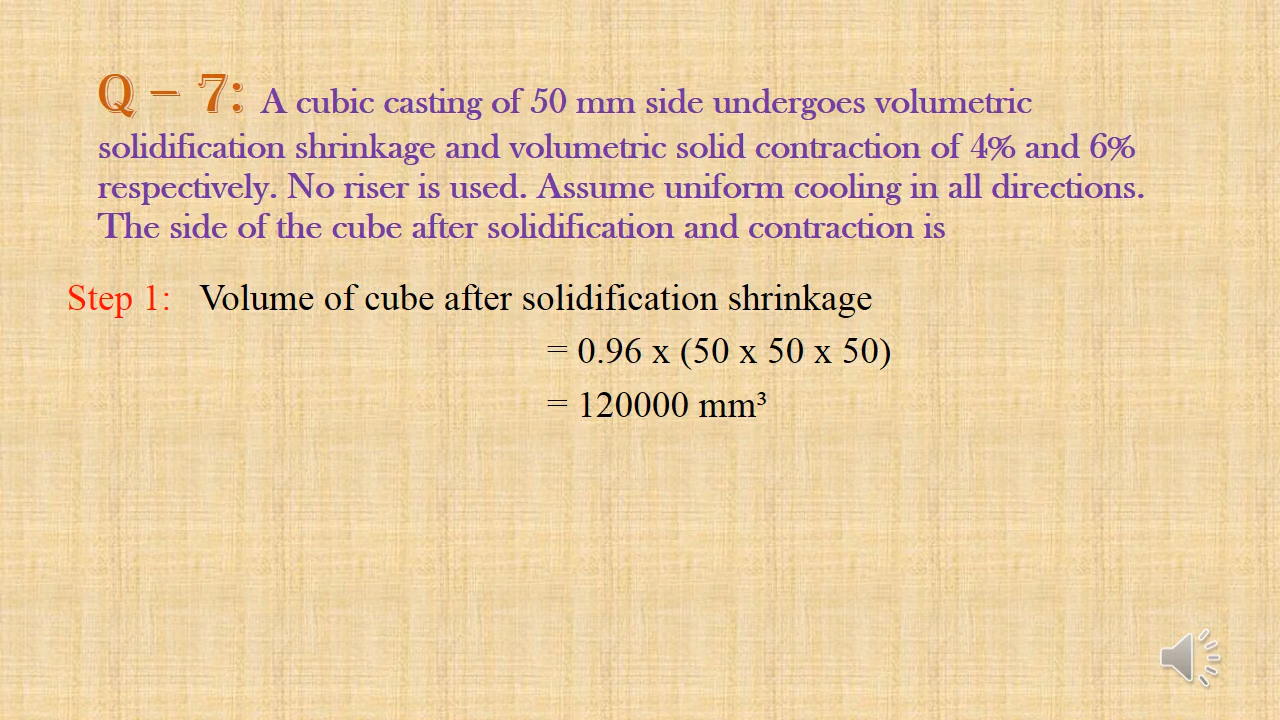 Q – 7: A cubic casting of 50 mm side undergoes volumetric
solidification shrinkage and volumetric solid contraction of 4% and 6%
respectively. No riser is used. Assume uniform cooling in all directions.
The side of the cube after solidification and contraction is
Step 1: Volume of cube after solidification shrinkage
= 0.96 x (50 x 50 x 50)
= 120000 mm³